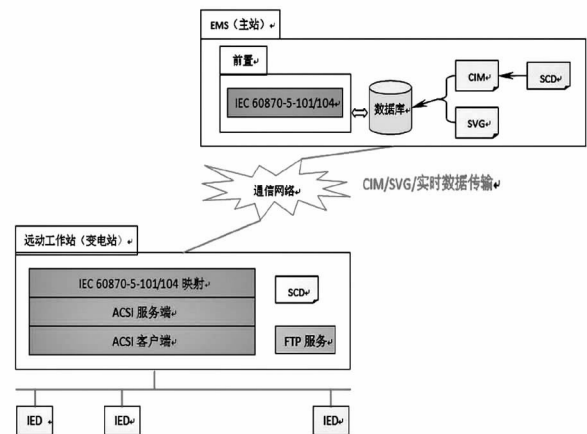 EMS（主站）
前置
IEC 60870-5-101/104
数据库
CIM
SCD
SVG
通信网络
CIM/SVG/实时数据传输
远动工作站（变电站）
IEC 60870-5-101/104 映射
SCD
ACSI 服务端
ACSI 客户端
FTP 服务
IED
IED
IED